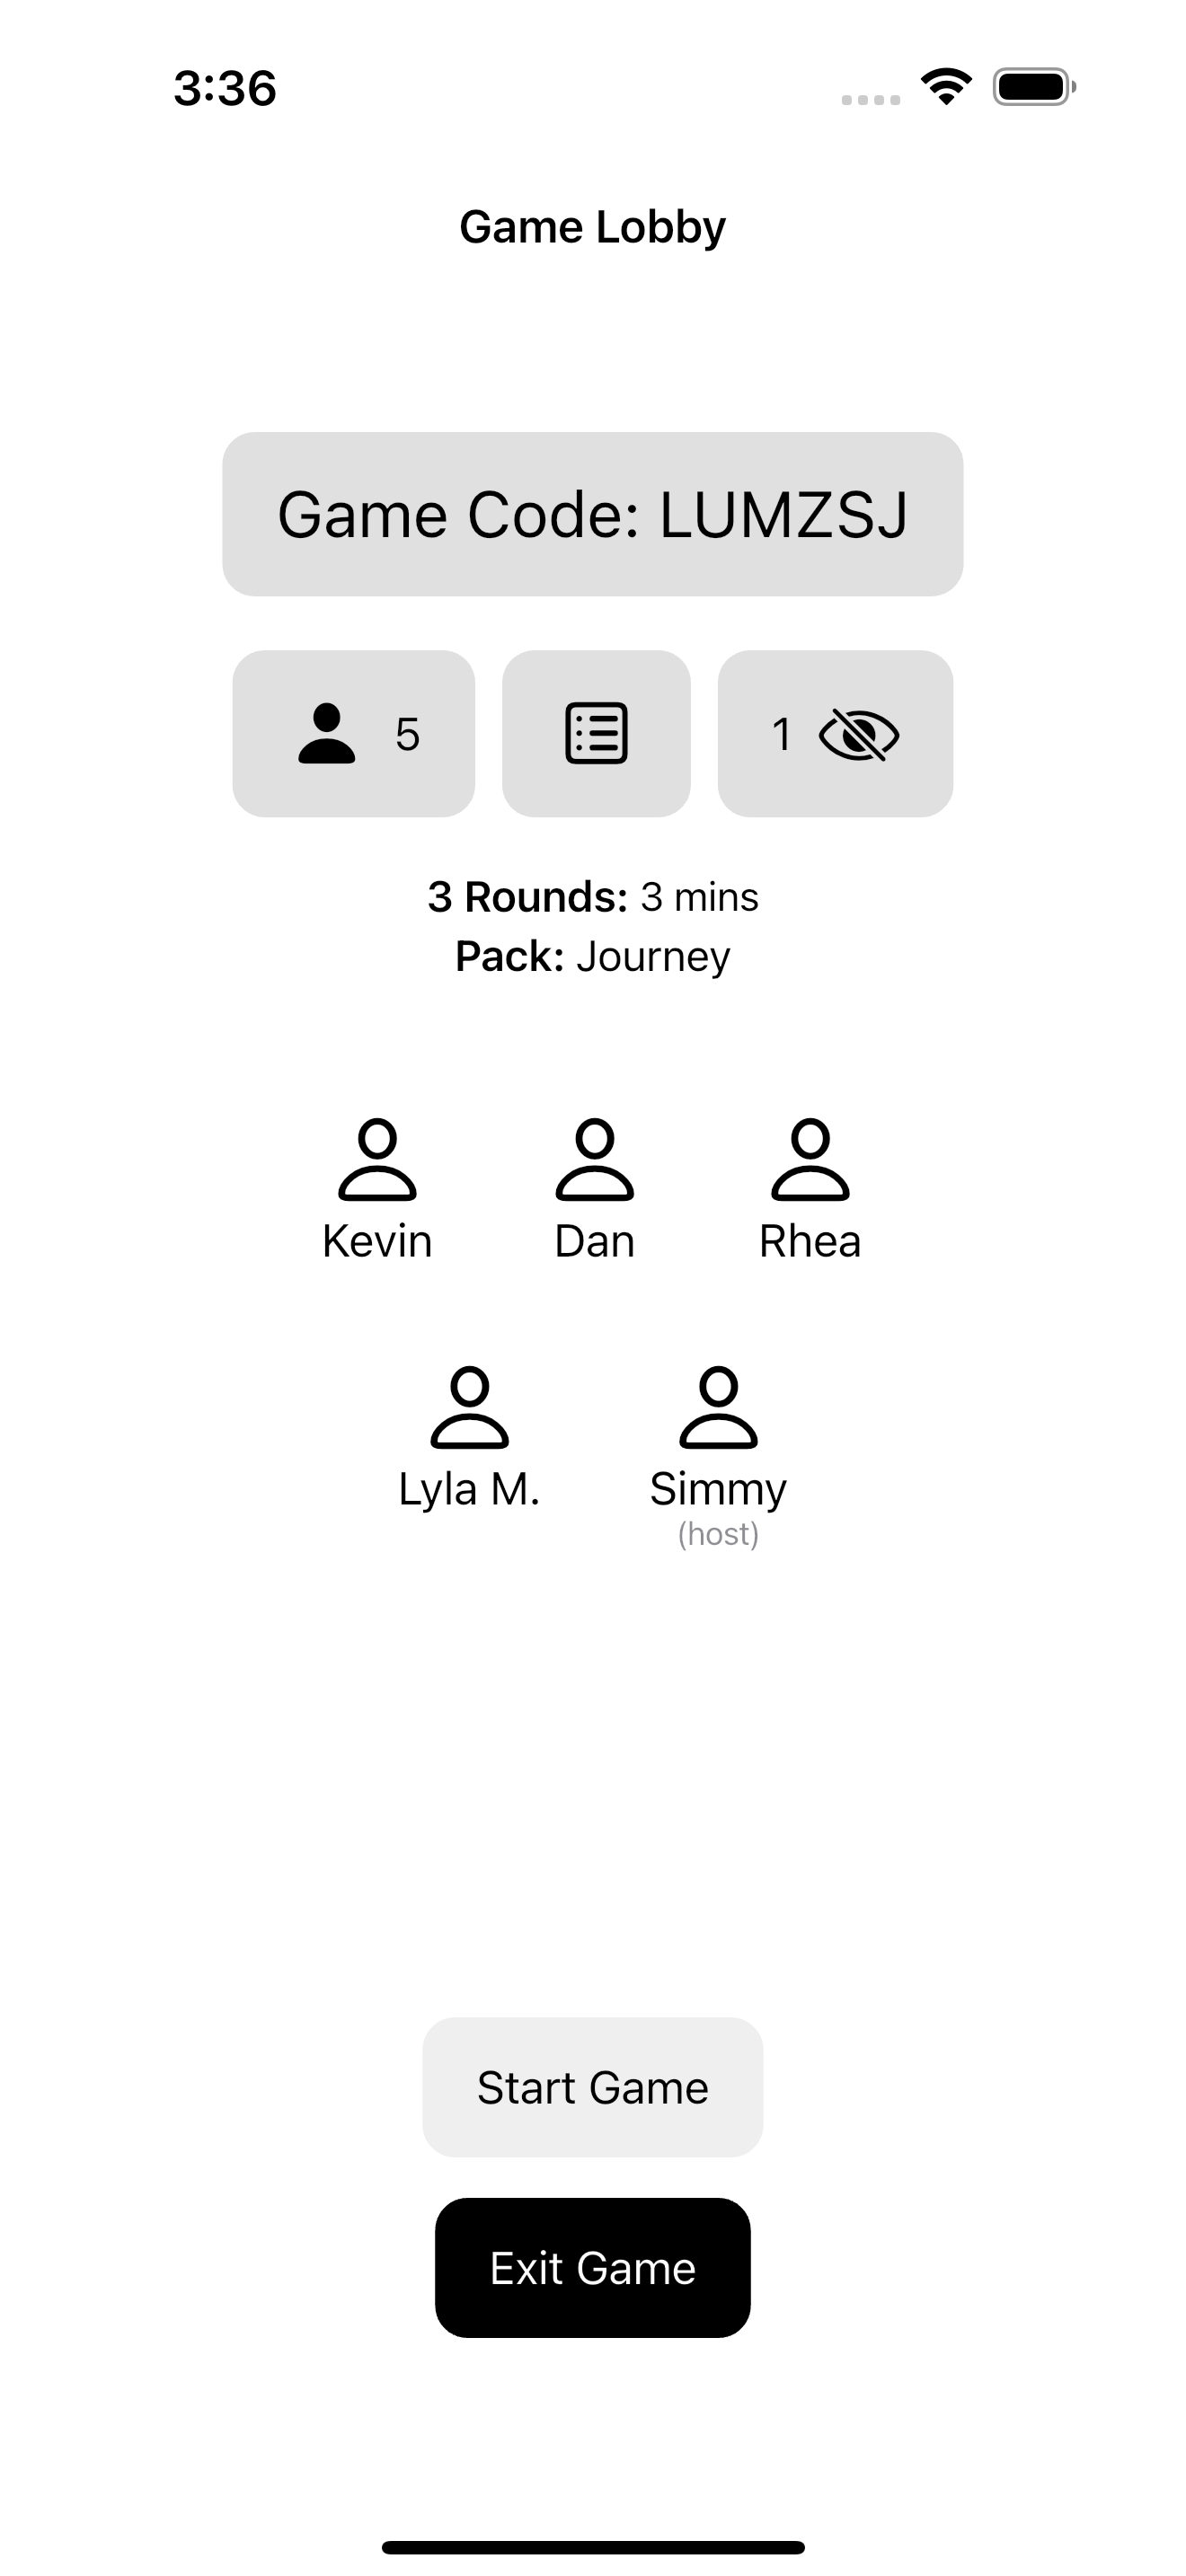 3:36
Game Lobby
Game Code: LUMZSJ
5
1
3 Rounds: 3 mins
Pack: Journey
Kevin
Dan
Rhea
Lyla M.
Simmy
(host)
Start Game
Exit Game